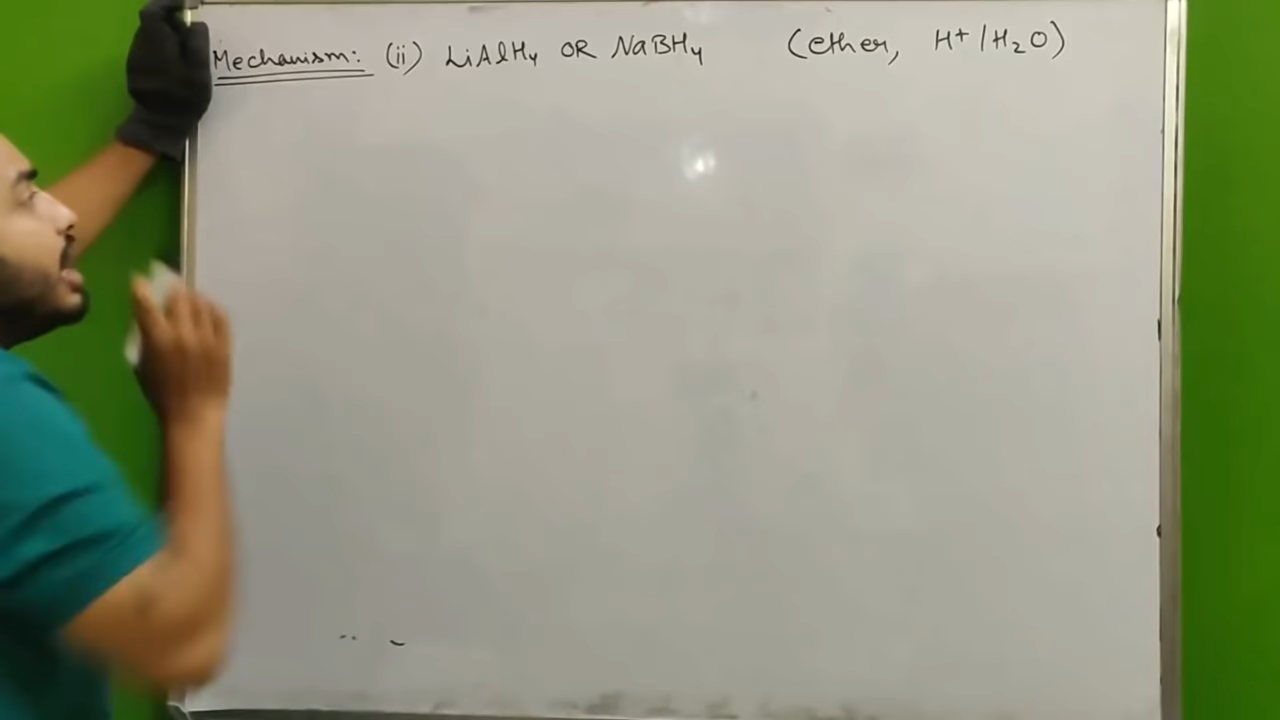 Mechanism: (ii) LiAlH₄ OR NaBH₄ (ether, H⁺/H₂O)